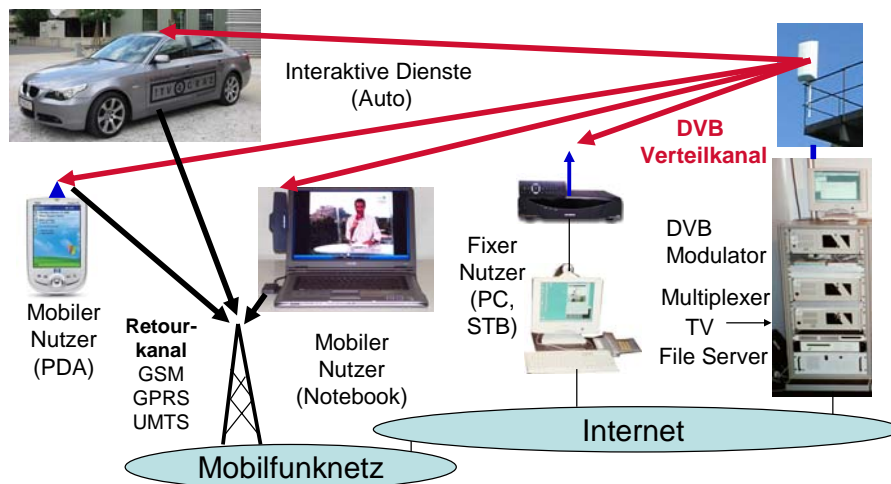 Interaktive Dienste
(Auto)
ITV4GRAZ
DVB
Verteilkanal
Mobiler
Nutzer
(PDA)
Retour-
kanal
GSM
GPRS
UMTS
Mobiler
Nutzer
(Notebook)
Fixer
Nutzer
(PC,
STB)
DVB
Modulator
Multiplexer
TV
File Server
Internet
Mobilfunknetz